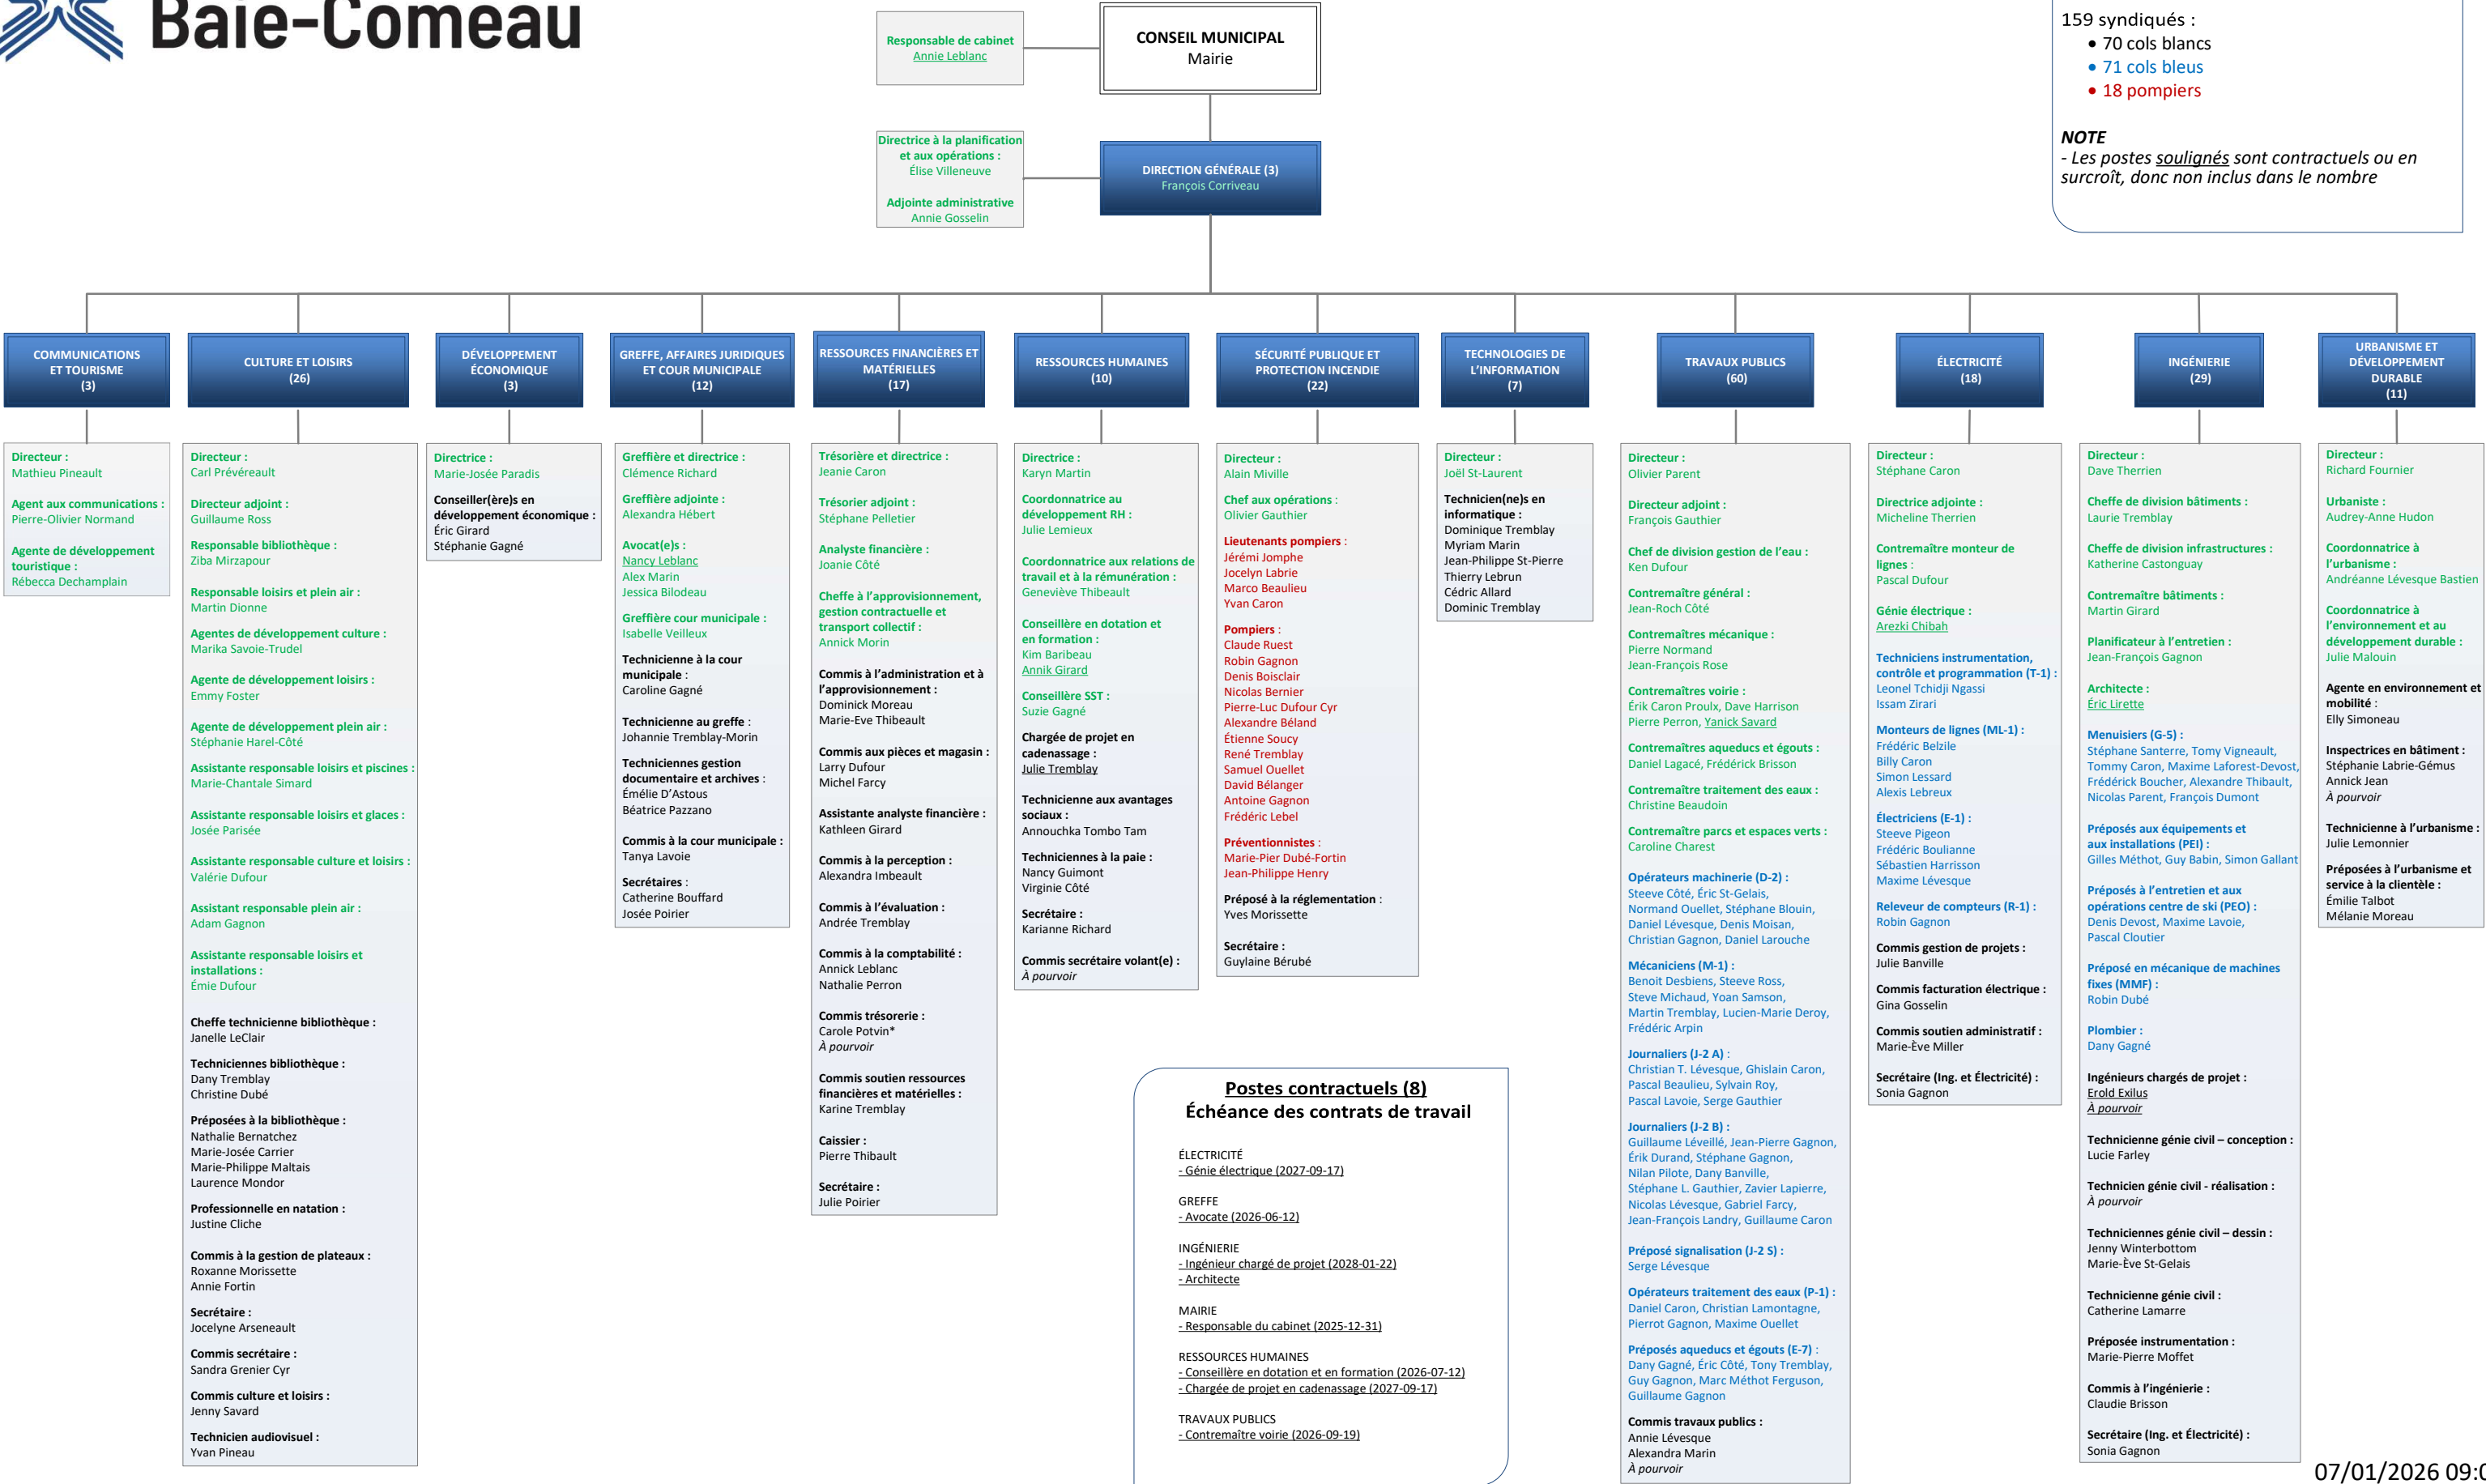 Baie-Comeau
Responsable de cabinet
Annie Leblanc
CONSEIL MUNICIPAL
Mairie
159 syndiqués :
• 70 cols blancs
• 71 cols bleus
• 18 pompiers
NOTE
- Les postes soulignés sont contractuels ou en
surcroît, donc non inclus dans le nombre
Directrice à la planification
et aux opérations :
Élise Villeneuve
Adjointe administrative
Annie Gosselin
DIRECTION GÉNÉRALE (3)
François Corriveau
COMMUNICATIONS
ET TOURISME
(3)
Directeur :
Mathieu Pineault
Agent aux communications :
Pierre-Olivier Normand
Agente de développement
touristique :
Rébecca Dechamplain
CULTURE ET LOISIRS
(26)
Directeur :
Carl Prévéreault
Directeur adjoint :
Guillaume Ross
Responsable bibliothèque :
Ziba Mirzapour
Responsable loisirs et plein air :
Martin Dionne
Agentes de développement culture :
Marika Savoie-Trudel
Agente de développement loisirs :
Emmy Foster
Agente de développement plein air :
Stéphanie Harel-Côté
Assistante responsable loisirs et piscines :
Marie-Chantale Simard
Assistante responsable loisirs et glaces :
Josée Parisée
Assistante responsable culture et loisirs :
Valérie Dufour
Assistant responsable plein air :
Adam Gagnon
Assistante responsable loisirs et
installations :
Émie Dufour
Cheffe technicienne bibliothèque :
Janelle LeClair
Techniciennes bibliothèque :
Dany Tremblay
Christine Dubé
Préposées à la bibliothèque :
Nathalie Bernatchez
Marie-Josée Carrier
Marie-Philippe Maltais
Laurence Mondor
Professionnelle en natation :
Justine Cliche
Commis à la gestion de plateaux :
Roxanne Morissette
Annie Fortin
Secrétaire :
Jocelyne Arseneault
Commis secrétaire :
Sandra Grenier Cyr
Commis culture et loisirs :
Jenny Savard
Technicien audiovisuel :
Yvan Pineau
DÉVELOPPEMENT
ÉCONOMIQUE
(3)
Directrice :
Marie-Josée Paradis
Conseiller(ère)s en
développement économique :
Éric Girard
Stéphanie Gagné
GREFFE, AFFAIRES JURIDIQUES
ET COUR MUNICIPALE
(12)
Greffière et directrice :
Clémence Richard
Greffière adjointe :
Alexandra Hébert
Avocat(e)s :
Nancy Leblanc
Alex Marin
Jessica Bilodeau
Greffière cour municipale :
Isabelle Veilleux
Technicienne à la cour
municipale :
Caroline Gagné
Technicienne au greffe :
Johannie Tremblay-Morin
Techniciennes gestion
documentaire et archives :
Émélie D'Astous
Béatrice Pazzano
Commis à la cour municipale :
Tanya Lavoie
Secrétaires :
Catherine Bouffard
Josée Poirier
RESSOURCES FINANCIÈRES ET
MATÉRIELLES
(17)
Trésorière et directrice :
Jeanie Caron
Trésorier adjoint :
Stéphane Pelletier
Analyste financière :
Joanie Côté
Cheffe à l'approvisionnement,
gestion contractuelle et
transport collectif :
Annick Morin
Commis à l'administration et à
l'approvisionnement :
Dominick Moreau
Marie-Eve Thibeault
Commis aux pièces et magasin :
Larry Dufour
Michel Farcy
Assistante analyste financière :
Kathleen Girard
Commis à la perception :
Alexandra Imbeault
Commis à l'évaluation :
Andrée Tremblay
Commis à la comptabilité :
Annick Leblanc
Nathalie Perron
Commis trésorerie :
Carole Potvin*
À pourvoir
Commis soutien ressources
financières et matérielles :
Karine Tremblay
Caissier :
Pierre Thibault
Secrétaire :
Julie Poirier
RESSOURCES HUMAINES
(10)
Directrice :
Karyn Martin
Coordonnatrice au
développement RH :
Julie Lemieux
Coordonnatrice aux relations de
travail et à la rémunération :
Geneviève Thibeault
Conseillère en dotation et
en formation :
Kim Baribeau
Annik Girard
Conseillère SST :
Suzie Gagné
Chargée de projet en
cadenassage :
Julie Tremblay
Technicienne aux avantages
sociaux :
Annouchka Tombo Tam
Techniciennes à la paie :
Nancy Guimont
Virginie Côté
Secrétaire :
Karianne Richard
Commis secrétaire volant(e) :
À pourvoir
SÉCURITÉ PUBLIQUE ET
PROTECTION INCENDIE
(22)
Directeur :
Alain Miville
Chef aux opérations :
Olivier Gauthier
Lieutenants pompiers :
Jérémi Jomphe
Jocelyn Labrie
Marco Beaulieu
Yvan Caron
Pompiers :
Claude Ruest
Robin Gagnon
Denis Boisclair
Nicolas Bernier
Pierre-Luc Dufour Cyr
Alexandre Béland
Étienne Soucy
René Tremblay
Samuel Ouellet
David Bélanger
Antoine Gagnon
Frédéric Lebel
Préventionnistes :
Marie-Pier Dubé-Fortin
Jean-Philippe Henry
Préposé à la réglementation :
Yves Morissette
Secrétaire :
Guylaine Bérubé
TECHNOLOGIES DE
L'INFORMATION
(7)
Directeur :
Joël St-Laurent
Technicien(ne)s en
informatique :
Dominique Tremblay
Myriam Marin
Jean-Philippe St-Pierre
Thierry Lebrun
Cédric Allard
Dominic Tremblay
TRAVAUX PUBLICS
(60)
Directeur :
Olivier Parent
Directeur adjoint :
François Gauthier
Chef de division gestion de l'eau :
Ken Dufour
Contremaître général :
Jean-Roch Côté
Contremaîtres mécanique :
Pierre Normand
Jean-François Rose
Contremaîtres voirie :
Érik Caron Proulx, Dave Harrison
Pierre Perron, Yanick Savard
Contremaîtres aqueducs et égouts :
Daniel Lagacé, Frédérick Brisson
Contremaître traitement des eaux :
Christine Beaudoin
Contremaître parcs et espaces verts :
Caroline Charest
Opérateurs machinerie (D-2) :
Steeve Côté, Éric St-Gelais,
Normand Ouellet, Stéphane Blouin,
Daniel Lévesque, Denis Moisan,
Christian Gagnon, Daniel Larouche
Mécaniciens (M-1) :
Benoit Desbiens, Steeve Ross,
Steve Michaud, Yoan Samson,
Martin Tremblay, Lucien-Marie Deroy,
Frédéric Arpin
Journaliers (J-2 A) :
Christian T. Lévesque, Ghislain Caron,
Pascal Beaulieu, Sylvain Roy,
Pascal Lavoie, Serge Gauthier
Journaliers (J-2 B) :
Guillaume Léveillé, Jean-Pierre Gagnon,
Érik Durand, Stéphane Gagnon,
Nilan Pilote, Dany Banville,
Stéphane L. Gauthier, Zavier Lapierre,
Nicolas Lévesque, Gabriel Farcy,
Jean-François Landry, Guillaume Caron
Préposé signalisation (J-2 S) :
Serge Lévesque
Opérateurs traitement des eaux (P-1) :
Daniel Caron, Christian Lamontagne,
Pierrot Gagnon, Maxime Ouellet
Préposés aqueducs et égouts (E-7) :
Dany Gagné, Éric Côté, Tony Tremblay,
Guy Gagnon, Marc Méthot Ferguson,
Guillaume Gagnon
Commis travaux publics :
Annie Lévesque
Alexandra Marin
À pourvoir
ÉLECTRICITÉ
(18)
Directeur :
Stéphane Caron
Directrice adjointe :
Micheline Therrien
Contremaître monteur de
lignes :
Pascal Dufour
Génie électrique :
Arezki Chibah
Techniciens instrumentation,
contrôle et programmation (T-1) :
Leonel Tchidji Ngassi
Issam Zirari
Monteurs de lignes (ML-1) :
Frédéric Belzile
Billy Caron
Simon Lessard
Alexis Lebreux
Électriciens (E-1) :
Steeve Pigeon
Frédéric Boulianne
Sébastien Harrisson
Maxime Lévesque
Releveur de compteurs (R-1) :
Robin Gagnon
Commis gestion de projets :
Julie Banville
Commis facturation électrique :
Gina Gosselin
Commis soutien administratif :
Marie-Ève Miller
Secrétaire (Ing. et Électricité) :
Sonia Gagnon
INGÉNIERIE
(29)
Directeur :
Dave Therrien
Cheffe de division bâtiments :
Laurie Tremblay
Cheffe de division infrastructures :
Katherine Castonguay
Contremaître bâtiments :
Martin Girard
Planificateur à l'entretien :
Jean-François Gagnon
Architecte :
Éric Lirette
Menuisiers (G-5) :
Stéphane Santerre, Tomy Vigneault,
Tommy Caron, Maxime Laforest-Devost,
Frédérick Boucher, Alexandre Thibault,
Nicolas Parent, François Dumont
Préposés aux équipements et
aux installations (PEI) :
Gilles Méthot, Guy Babin, Simon Gallant
Préposés à l'entretien et aux
opérations centre de ski (PEO) :
Denis Devost, Maxime Lavoie,
Pascal Cloutier
Préposé en mécanique de machines
fixes (MMF) :
Robin Dubé
Plombier :
Dany Gagné
Ingénieurs chargés de projet :
Erold Exilus
À pourvoir
Technicienne génie civil – conception :
Lucie Farley
Technicien génie civil - réalisation :
À pourvoir
Techniciennes génie civil – dessin :
Jenny Winterbottom
Marie-Ève St-Gelais
Technicienne génie civil :
Catherine Lamarre
Préposée instrumentation :
Marie-Pierre Moffet
Commis à l'ingénierie :
Claudie Brisson
Secrétaire (Ing. et Électricité) :
Sonia Gagnon
URBANISME ET
DÉVELOPPEMENT
DURABLE
(11)
Directeur :
Richard Fournier
Urbaniste :
Audrey-Anne Hudon
Coordonnatrice à
l'urbanisme :
Andréanne Lévesque Bastien
Coordonnatrice à
l'environnement et au
développement durable :
Julie Malouin
Agente en environnement et
mobilité :
Elly Simoneau
Inspectrices en bâtiment :
Stéphanie Labrie-Gémus
Annick Jean
À pourvoir
Technicienne à l'urbanisme :
Julie Lemonnier
Préposées à l'urbanisme et
service à la clientèle :
Émilie Talbot
Mélanie Moreau
Postes contractuels (8)
Échéance des contrats de travail
ÉLECTRICITÉ
- Génie électrique (2027-09-17)
GREFFE
- Avocate (2026-06-12)
INGÉNIERIE
- Ingénieur chargé de projet (2028-01-22)
- Architecte
MAIRIE
- Responsable du cabinet (2025-12-31)
RESSOURCES HUMAINES
- Conseillère en dotation et en formation (2026-07-12)
- Chargée de projet en cadenassage (2027-09-17)
TRAVAUX PUBLICS
- Contremaître voirie (2026-09-19)
07/01/2026 09:0